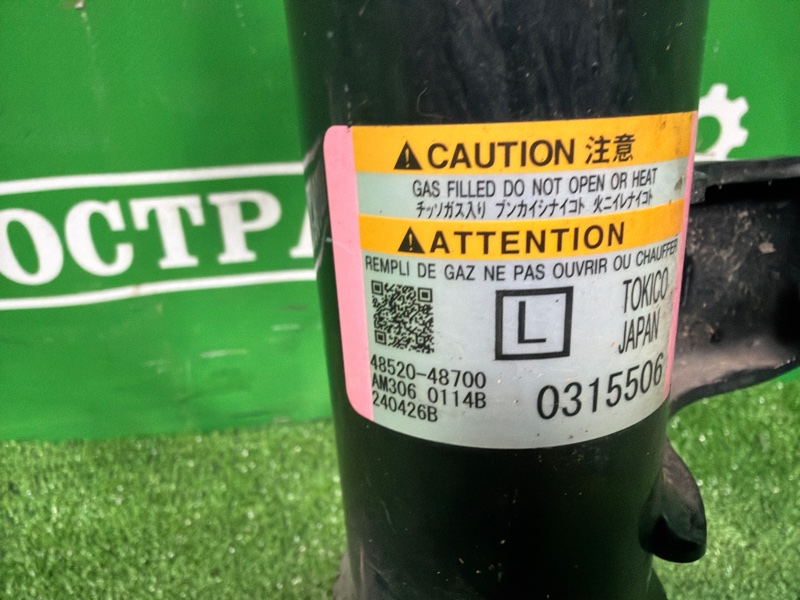 ОСТРА
CAUTION 注意
GAS FILLED DO NOT OPEN OR HEAT
チッソガス入り ブンカイシナイコト 火ニイレナイコト
ATTENTION
REMPLI DE GAZ NE PAS OUVRIR OU CHAUFFER
L
TOKICO
JAPAN
48520-48700
AM306 0114B
240426B
0315506